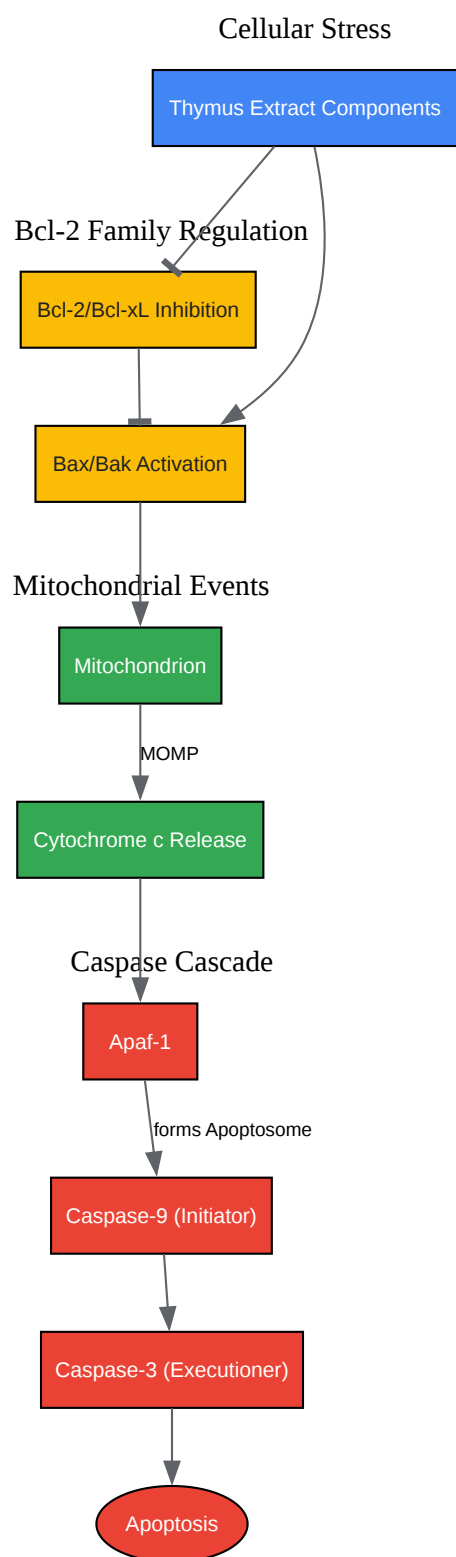 Cellular Stress
Thymus Extract Components
Bcl-2 Family Regulation
Bcl-2/Bcl-xL Inhibition
Bax/Bak Activation
Mitochondrial Events
Mitochondrion
MOMP
Cytochrome c Release
Caspase Cascade
Apaf-1
forms Apoptosome
Caspase-9 (Initiator)
Caspase-3 (Executioner)
Apoptosis